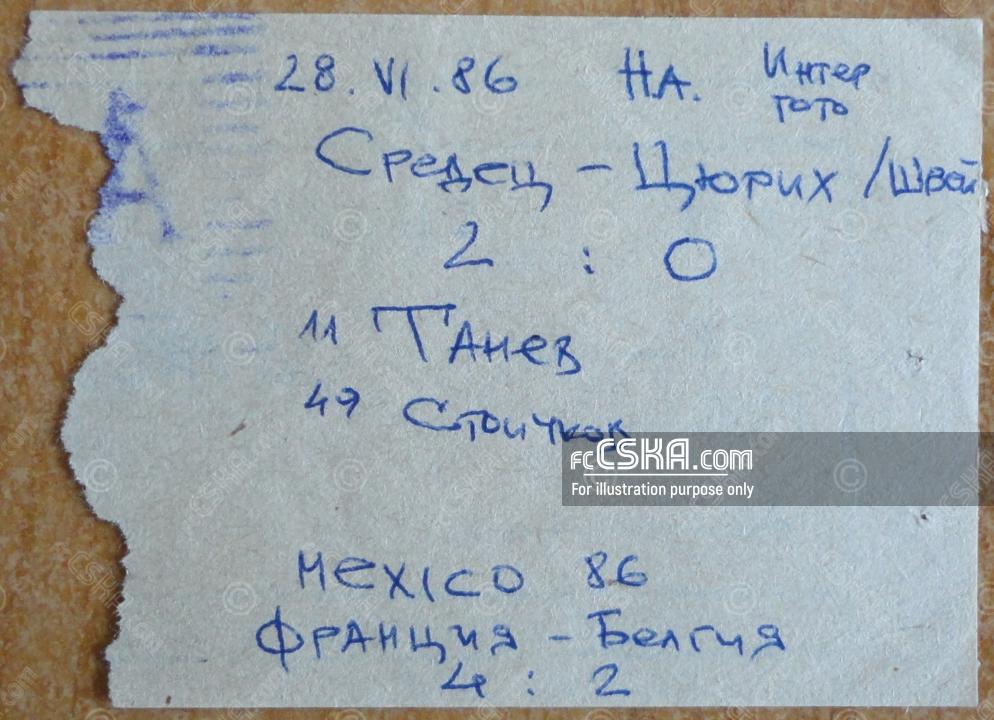 28.VI.86 НА. Интер
тото
Средец - Цюрих /Швей
2 : 0
11 Танев
47 Стоичков
fcCSKA.com
For illustration purpose only
MEXICO 86
Франция - Белгия
4 : 2